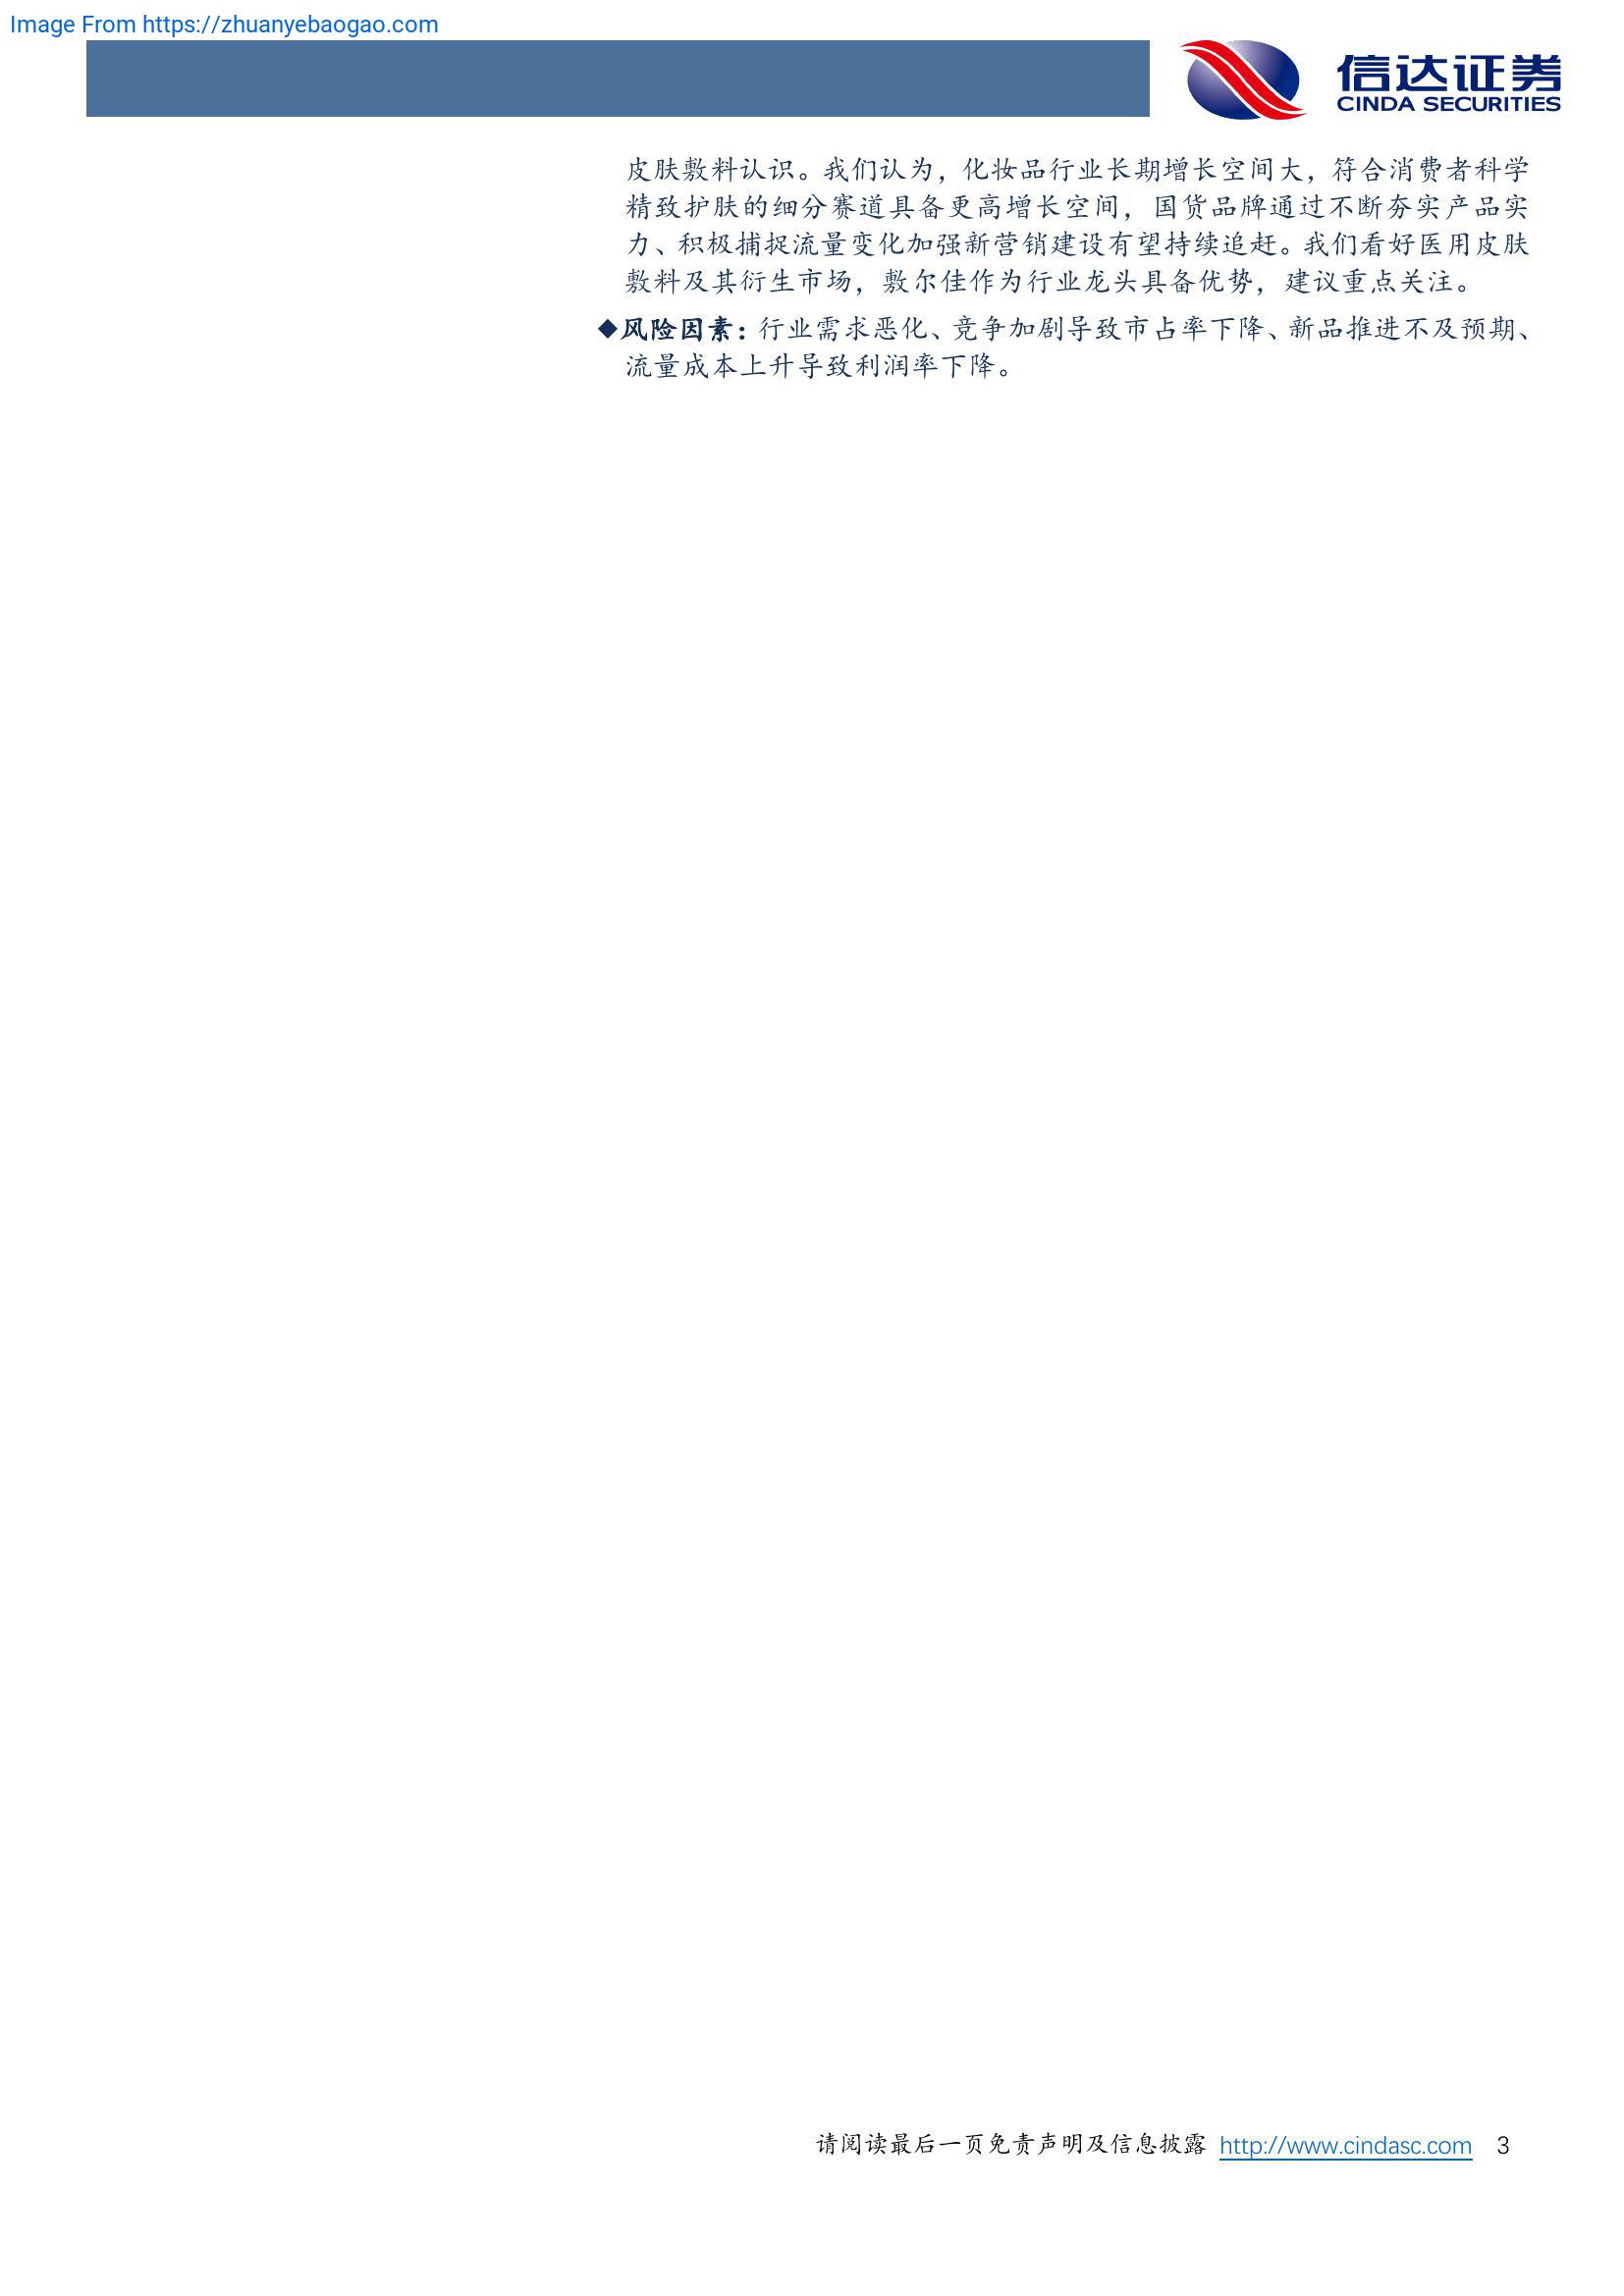 Image From https://zhuanyebaogao.com
信达证券
CINDA SECURITIES
皮肤敷料认识。我们认为，化妆品行业长期增长空间大，符合消费者科学
精致护肤的细分赛道具备更高增长空间，国货品牌通过不断夯实产品实
力、积极捕捉流量变化加强新营销建设有望持续追赶。我们看好医用皮肤
敷料及其衍生市场，敷尔佳作为行业龙头具备优势，建议重点关注。
◆风险因素：行业需求恶化、竞争加剧导致市占率下降、新品推进不及预期、
流量成本上升导致利润率下降。
请阅读最后一页免责声明及信息披露 http://www.cindasc.com 3